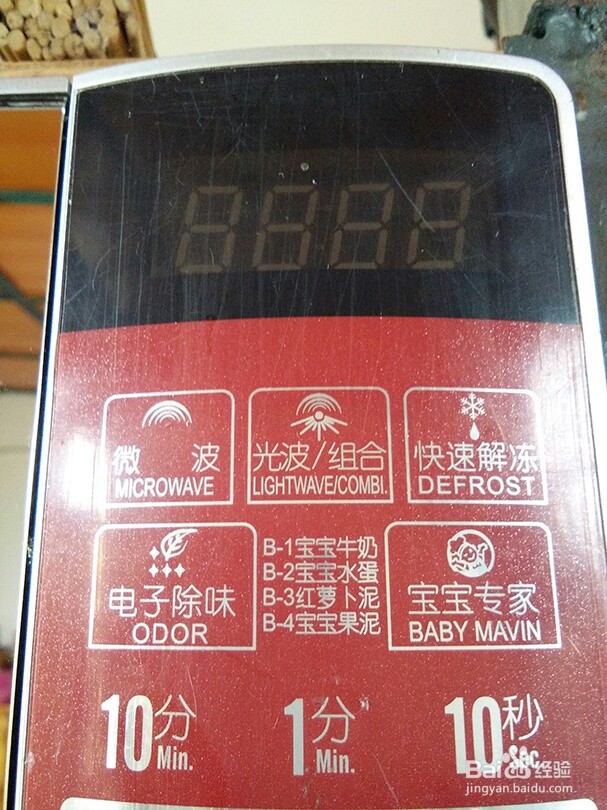 微 波
MICROWAVE
光波/组合
LIGHTWAVE/COMBI.
快速解冻
DEFROST
电子除味
ODOR
B-1宝宝牛奶
B-2宝宝水蛋
B-3红萝卜泥
B-4宝宝果泥
宝宝专家
BABY MAVIN
10分
Min.
1分
Min.
10秒
Sec.
Baidu经验
jingyan.baidu.com